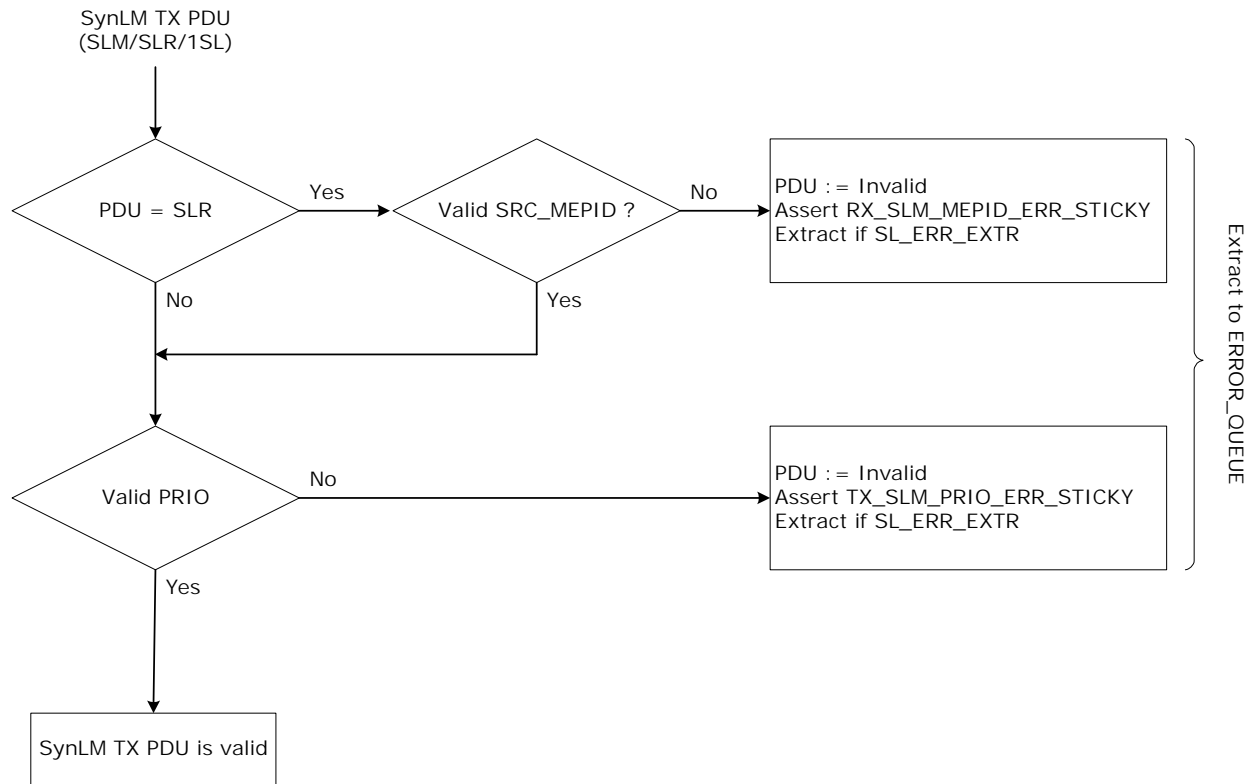 SynLM TX PDU
(SLM/SLR/1SL)
PDU = SLR
Yes
Valid SRC_MEPID ?
No
PDU := Invalid
Assert RX_SLM_MEPID_ERR_STICKY
Extract if SL_ERR_EXTR
No
Yes
Extract to ERROR_QUEUE
Valid PRIO
No
PDU := Invalid
Assert TX_SLM_PRIO_ERR_STICKY
Extract if SL_ERR_EXTR
Yes
SynLM TX PDU is valid